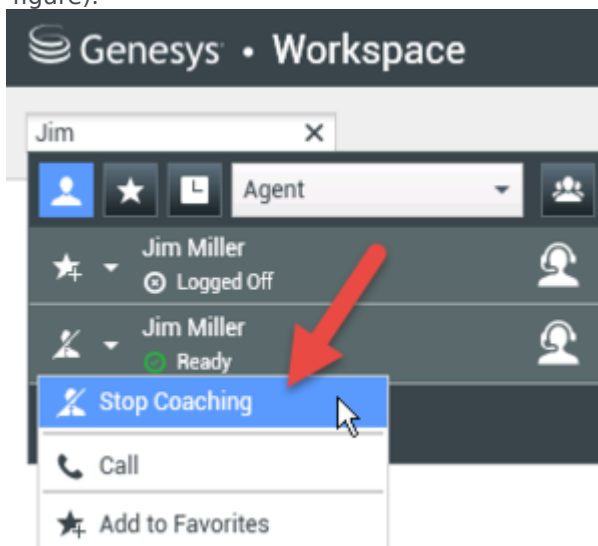 figure).
Genesys • Workspace
Jim
Agent
Jim Miller
Logged Off
Jim Miller
Ready
Stop Coaching
Call
Add to Favorites